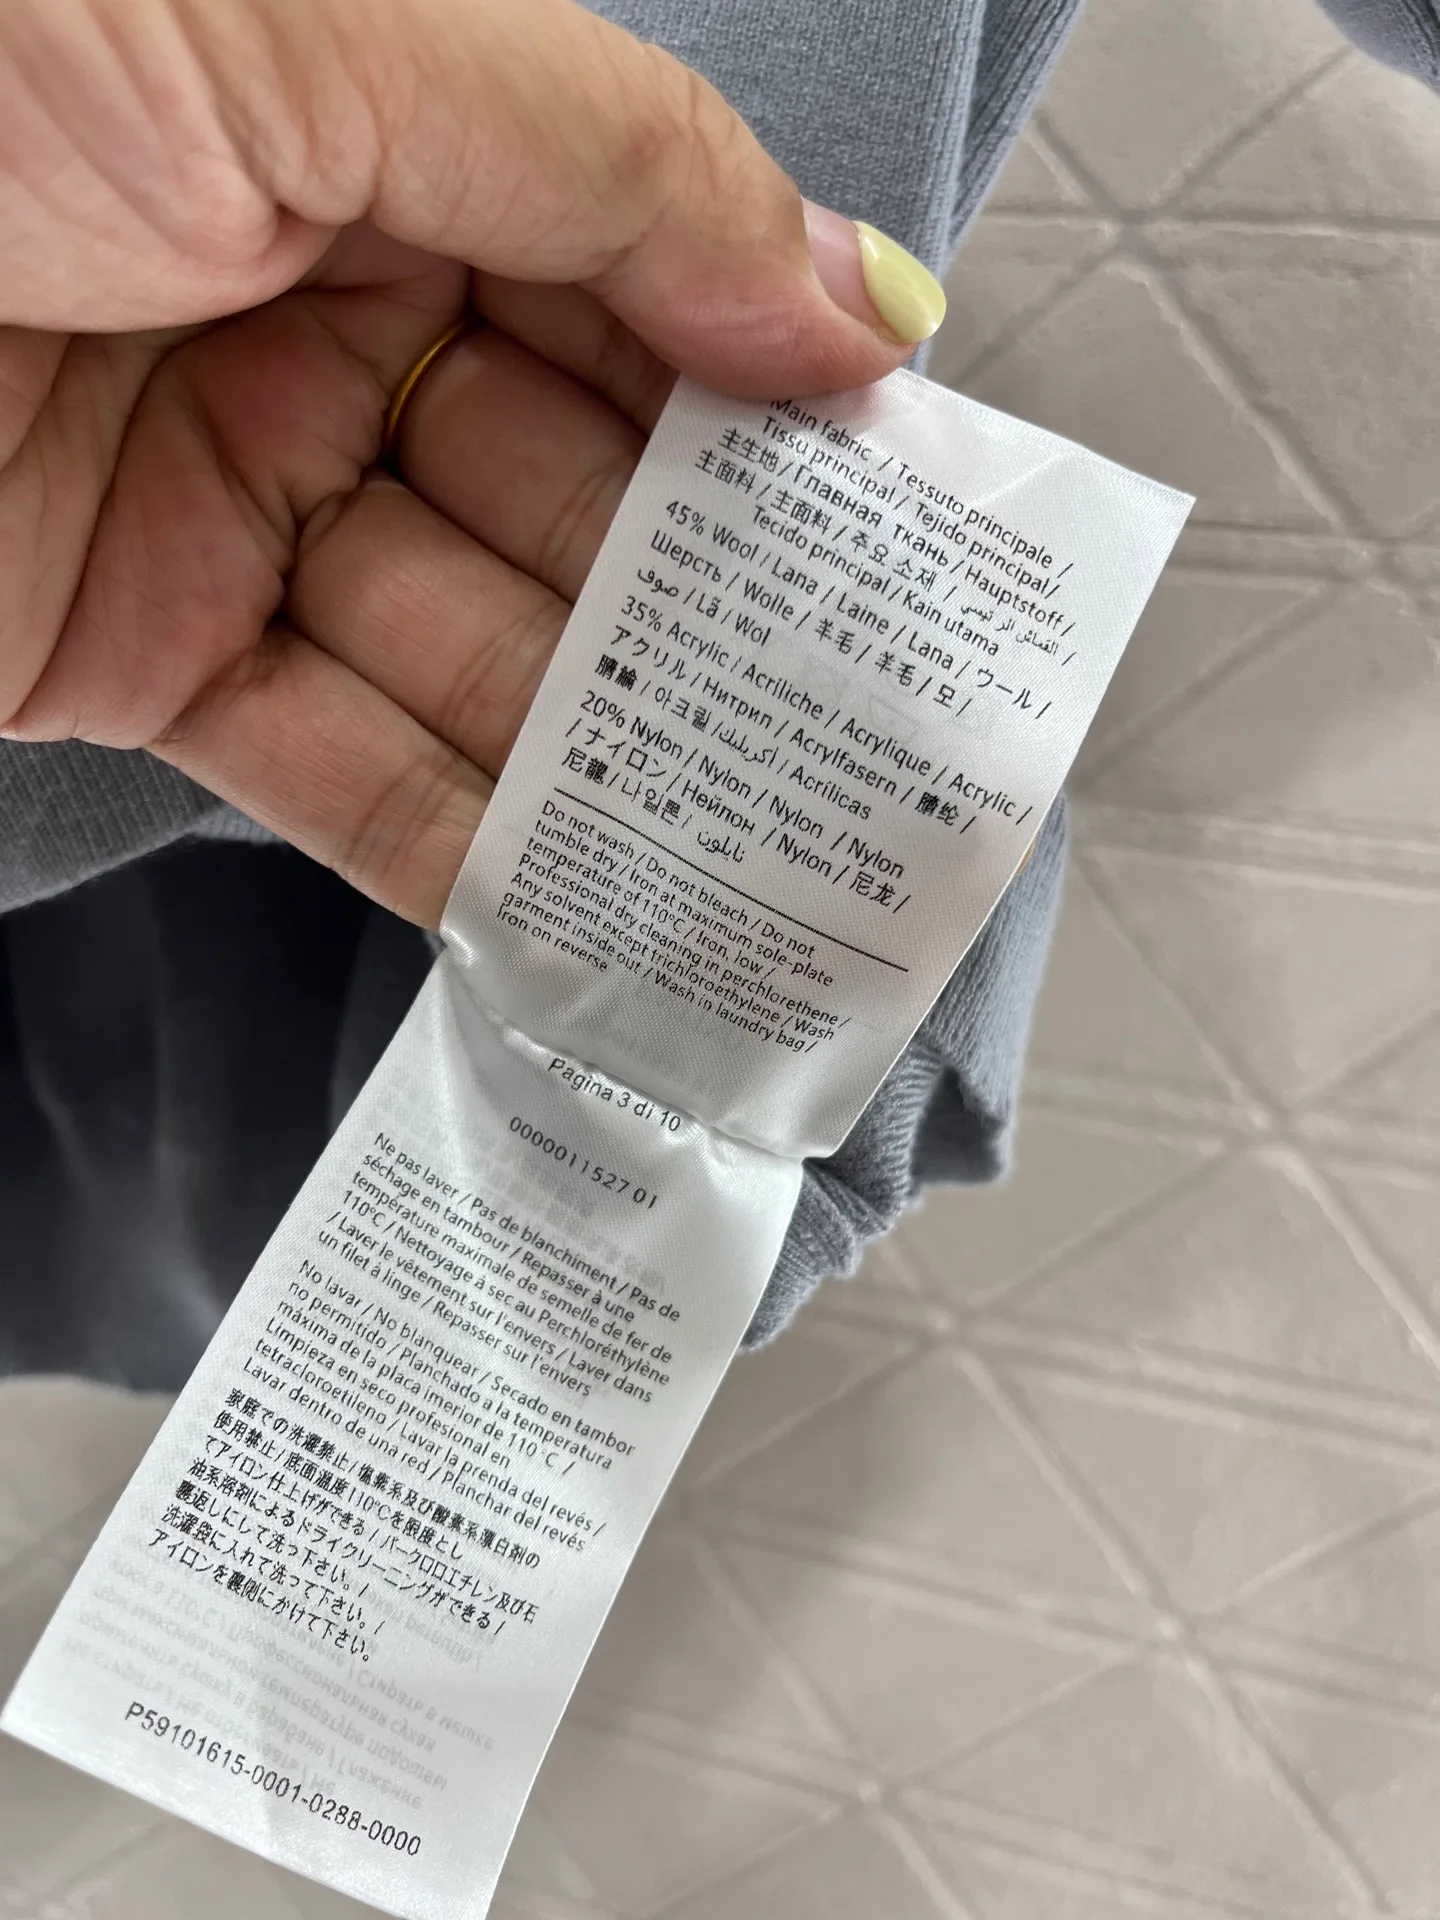 Main fabric / Tessuto principale /
Tissu principal / Tejido principal/
主生地 / Главная ткань / Hauptstoff/
主面料 / 主面料 / 주요 소재 /
Tecido principal / Kain utama
45% Wool / Lana / Laine / Lana / ウール /
Шерсть / Wolle / 羊毛 / 羊毛 / 모 /
صوف / Lã / Wol
35% Acrylic / Acriliche / Acrylique / Acrylic /
アクリル / Нитрил / Acrylfasern / 腈纶 /
腈綸 / 아크릴 / أكريليك / Acrílicas
20% Nylon / Nylon / Nylon / Nylon
/ ナイロン / Нейлон / Nylon / 尼龙 /
尼龍 / 나일론 / نايلون
Do not wash / Do not bleach / Do not
tumble dry / Iron at maximum sole-plate
temperature of 110°C / Iron, low /
Professional dry cleaning in perchlorethene /
Any solvent except trichloroethylene / Wash
garment inside out / Wash in laundry bag /
Iron on reverse
Pagina 3 di 10
0000011527 01
Ne pas laver / Pas de blanchiment / Pas de
séchage en tambour / Repasser à une
température maximale de semelle de fer de
110°C / Nettoyage à sec au Perchloréthylène
/ Laver le vêtement sur l'envers / Laver dans
un filet à linge / Repasser sur l'envers
No lavar / No blanquear / Secado en tambor
no permitido / Planchado a la temperatura
máxima de la placa imerior de 110 °C /
Limpieza en seco profesional en
tetracloroetileno / Lavar la prenda del revés /
Lavar dentro de una red / Planchar del revés
家庭での洗濯禁止 / 塩素系及び酸素系漂白剤の
使用禁止 / 底面温度110℃を限度とし
てアイロン仕上げができる / パークロロエチレン及び石
油系溶剤によるドライクリーニングができる /
裏返しにして洗っ下さい。 /
洗濯袋に入れて洗って下さい。 /
アイロンを裏側にかけて下さい。
P59101615-0001-0288-0000